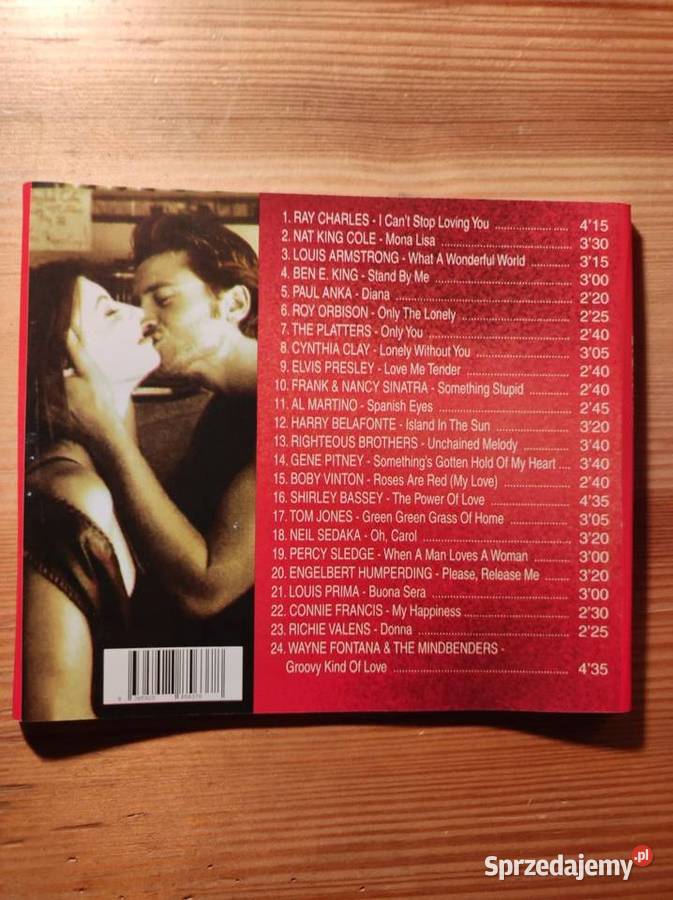 1. RAY CHARLES - I Can't Stop Loving You .................. 4'15
2. NAT KING COLE - Mona Lisa .................. 3'30
3. LOUIS ARMSTRONG - What A Wonderful World .................. 3'15
4. BEN E. KING - Stand By Me .................. 3'00
5. PAUL ANKA - Diana .................. 2'20
6. ROY ORBISON - Only The Lonely .................. 2'25
7. THE PLATTERS - Only You .................. 2'40
8. CYNTHIA CLAY - Lonely Without You .................. 3'05
9. ELVIS PRESLEY - Love Me Tender .................. 2'40
10. FRANK & NANCY SINATRA - Something Stupid .................. 2'40
11. AL MARTINO - Spanish Eyes .................. 2'45
12. HARRY BELAFONTE - Island In The Sun .................. 3'20
13. RIGHTEOUS BROTHERS - Unchained Melody .................. 3'40
14. GENE PITNEY - Something's Gotten Hold Of My Heart .... 3'40
15. BOBY VINTON - Roses Are Red (My Love) .................. 2'40
16. SHIRLEY BASSEY - The Power Of Love .................. 4'35
17. TOM JONES - Green Green Grass Of Home .................. 3'05
18. NEIL SEDAKA - Oh, Carol .................. 3'20
19. PERCY SLEDGE - When A Man Loves A Woman .................. 3'00
20. ENGELBERT HUMPERDING - Please, Release Me ........ 3'20
21. LOUIS PRIMA - Buona Sera .................. 3'00
22. CONNIE FRANCIS - My Happiness .................. 2'30
23. RICHIE VALENS - Donna .................. 2'25
24. WAYNE FONTANA & THE MINDBENDERS -
Groovy Kind Of Love .................. 4'35
Sprzedajemy.pl